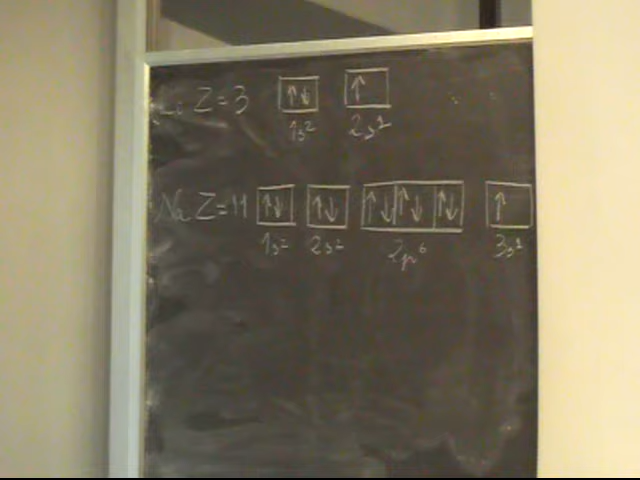 Li Z=3 ↑↓ ↑
1s² 2s¹
Na Z=11 ↑↓ ↑↓ ↑↓ ↑↓ ↑↓ ↑
1s² 2s² 2p⁶ 3s¹